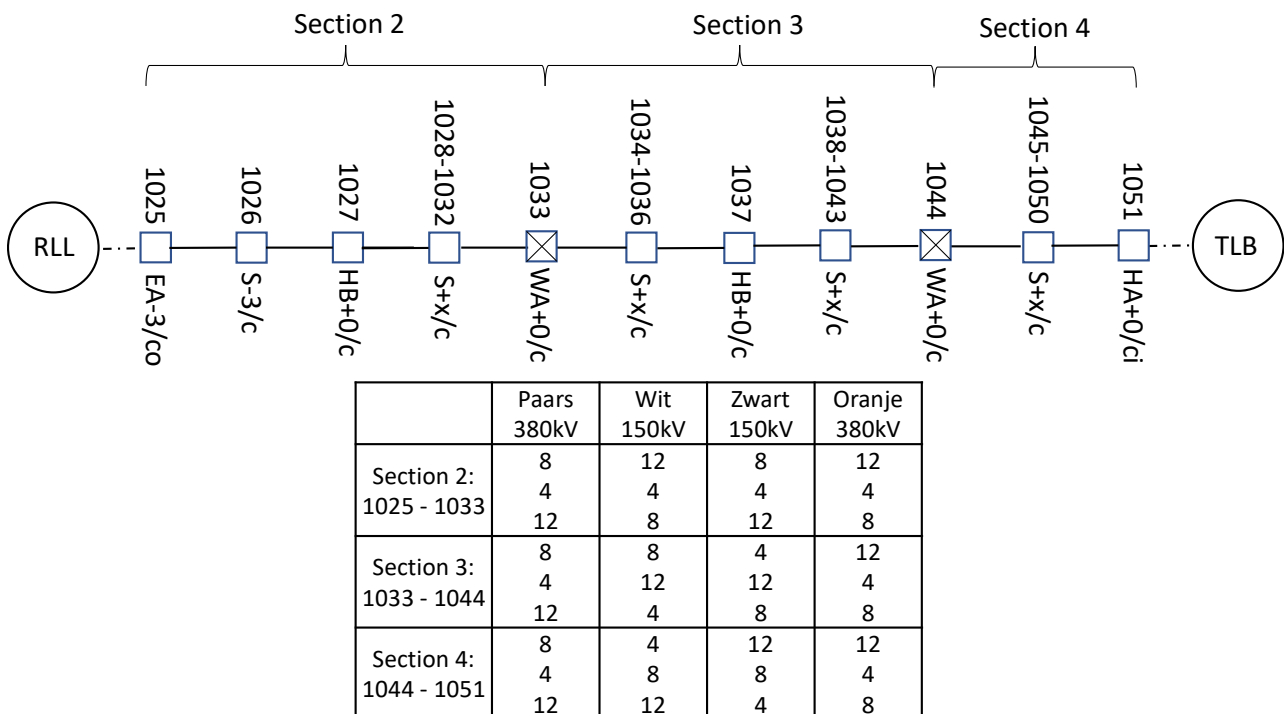 Section 2
Section 3
Section 4
1025
1026
1027
1028-1032
1033
1034-1036
1037
1038-1043
1044
1045-1050
1051
RLL
TLB
EA-3/co
S-3/c
HB+0/c
S+x/c
WA+0/c
S+x/c
HB+0/c
S+x/c
WA+0/c
S+x/c
HA+0/ci
Paars 380kV Wit 150kV Zwart 150kV Oranje 380kV
Section 2: 1025 - 1033
8 12 8 12
4 4 4 4
12 8 12 8
Section 3: 1033 - 1044
8 8 4 12
4 12 12 4
12 4 8 8
Section 4: 1044 - 1051
8 4 12 12
4 8 8 4
12 12 4 8